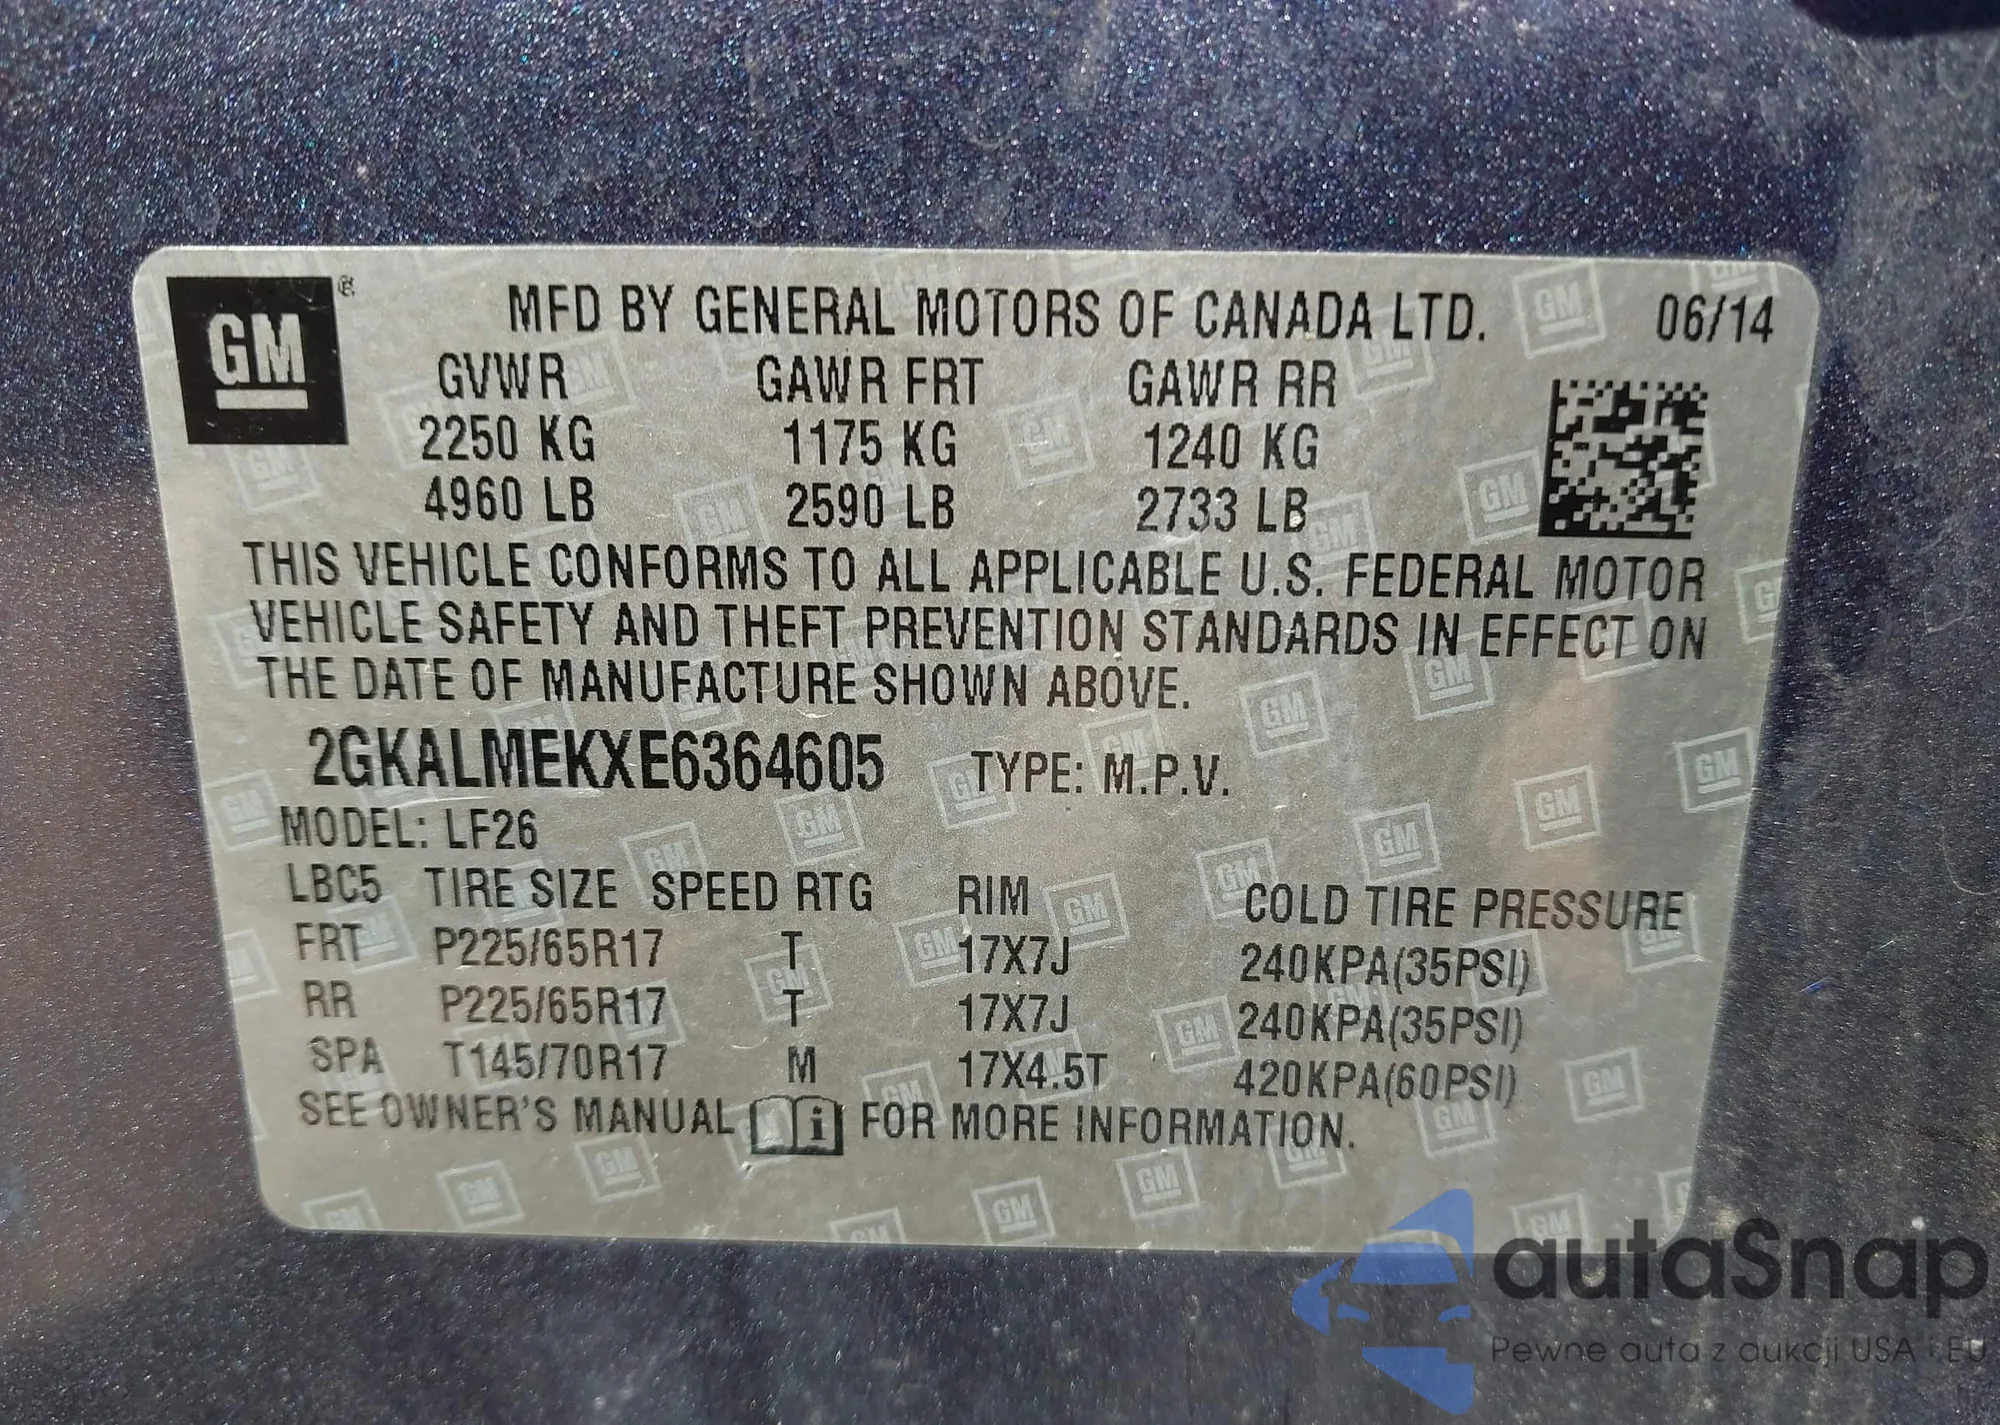 GM ®
MFD BY GENERAL MOTORS OF CANADA LTD. 06/14
GVWR GAWR FRT GAWR RR
2250 KG 1175 KG 1240 KG
4960 LB 2590 LB 2733 LB
THIS VEHICLE CONFORMS TO ALL APPLICABLE U.S. FEDERAL MOTOR
VEHICLE SAFETY AND THEFT PREVENTION STANDARDS IN EFFECT ON
THE DATE OF MANUFACTURE SHOWN ABOVE.
2GKALMEKXE6364605 TYPE: M.P.V.
MODEL: LF26
LBC5 TIRE SIZE SPEED RTG RIM COLD TIRE PRESSURE
FRT P225/65R17 T 17X7J 240KPA(35PSI)
RR P225/65R17 T 17X7J 240KPA(35PSI)
SPA T145/70R17 M 17X4.5T 420KPA(60PSI)
SEE OWNER'S MANUAL i FOR MORE INFORMATION.
autaSnap
Pewne auta z aukcji USA i EU